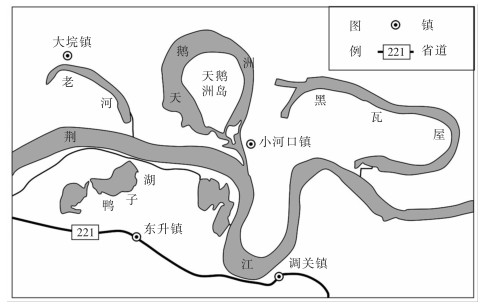 图 镇
例 221 省道
大垸镇
老河
鹅
洲
天
天鹅
洲岛
黑瓦屋
荆
小河口镇
湖
子
鸭
221
东升镇
江
调关镇